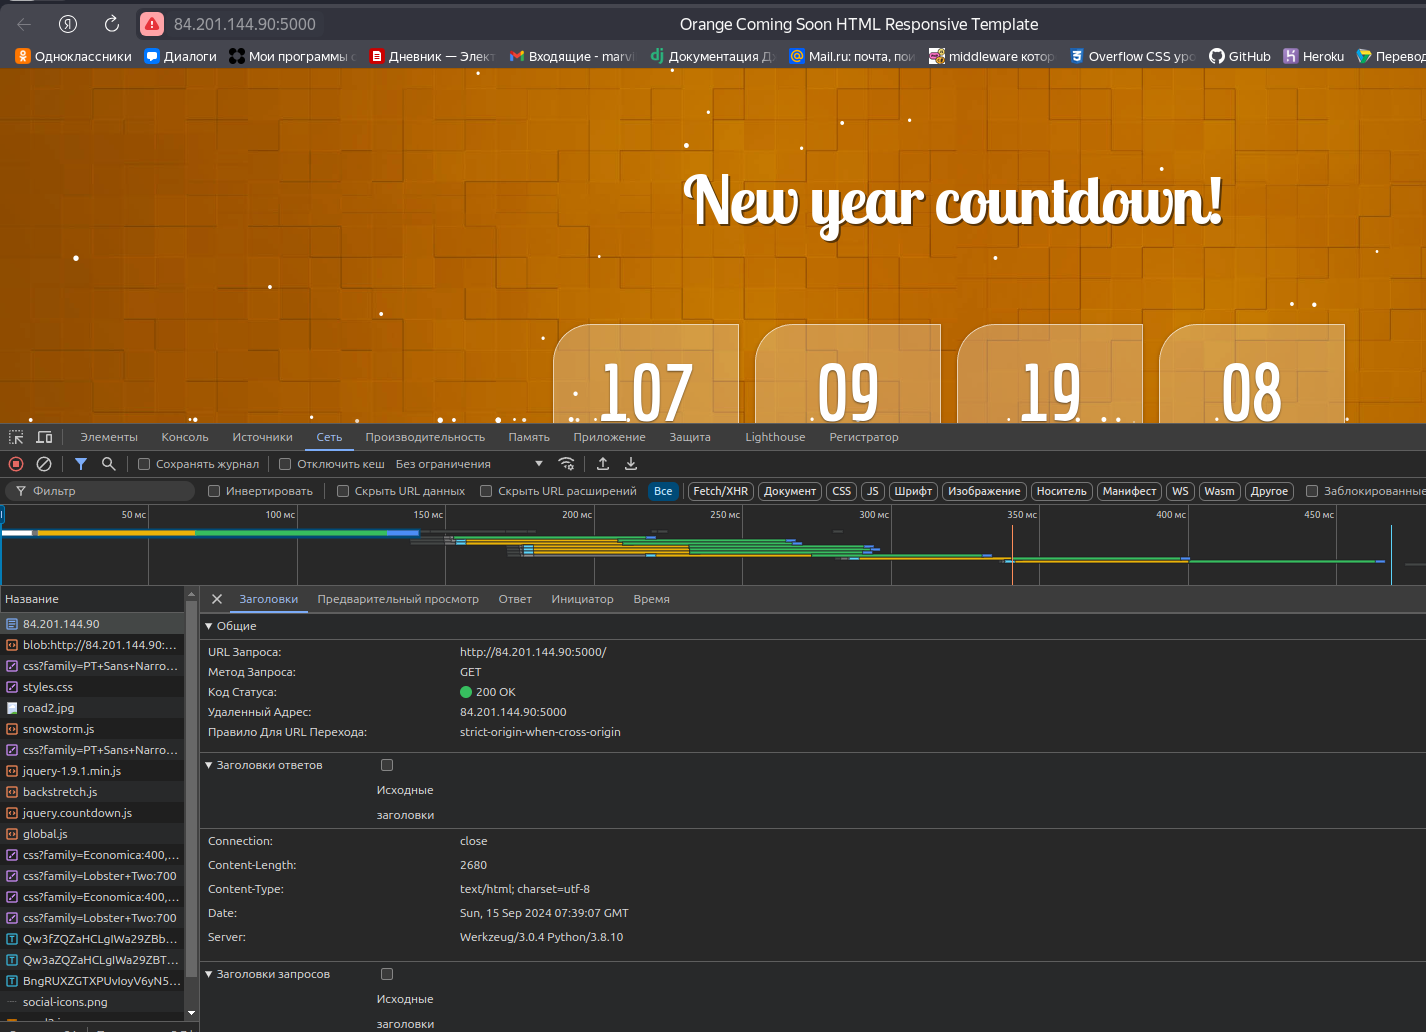 84.201.144.90:5000 Orange Coming Soon HTML Responsive Template
Одноклассники Диалоги Мои программы Дневник — Элект Входящие - marvi Документация Mail.ru: почта, пои middleware котор Overflow CSS уро GitHub Heroku Перевод
New year countdown!
107 09 19 08
Элементы Консоль Источники Сеть Производительность Память Приложение Защита Lighthouse Регистратор
Сохранять журнал Отключить кеш Без ограничения
Фильтр Инвертировать Скрыть URL данных Скрыть URL расширений Все Fetch/XHR Документ CSS JS Шрифт Изображение Носитель Манифест WS Wasm Другое Заблокированные
50 мс 100 мс 150 мс 200 мс 250 мс 300 мс 350 мс 400 мс 450 мс
Название
84.201.144.90
blob:http://84.201.144.90:...
css?family=PT+Sans+Narro...
styles.css
road2.jpg
snowstorm.js
css?family=PT+Sans+Narro...
jquery-1.9.1.min.js
backstretch.js
jquery.countdown.js
global.js
css?family=Economica:400,...
css?family=Lobster+Two:700
css?family=Economica:400,...
css?family=Lobster+Two:700
Qw3fZQZaHCLgIWa29ZBb...
Qw3aZQZaHCLgIWa29ZBT...
BngRUXZGTXPUvIoyV6yN5...
social-icons.png
Заголовки Предварительный просмотр Ответ Инициатор Время
Общие
URL Запроса: http://84.201.144.90:5000/
Метод Запроса: GET
Код Статуса: 200 OK
Удаленный Адрес: 84.201.144.90:5000
Правило Для URL Перехода: strict-origin-when-cross-origin
Заголовки ответов
Исходные
заголовки
Connection: close
Content-Length: 2680
Content-Type: text/html; charset=utf-8
Date: Sun, 15 Sep 2024 07:39:07 GMT
Server: Werkzeug/3.0.4 Python/3.8.10
Заголовки запросов
Исходные
заголовки